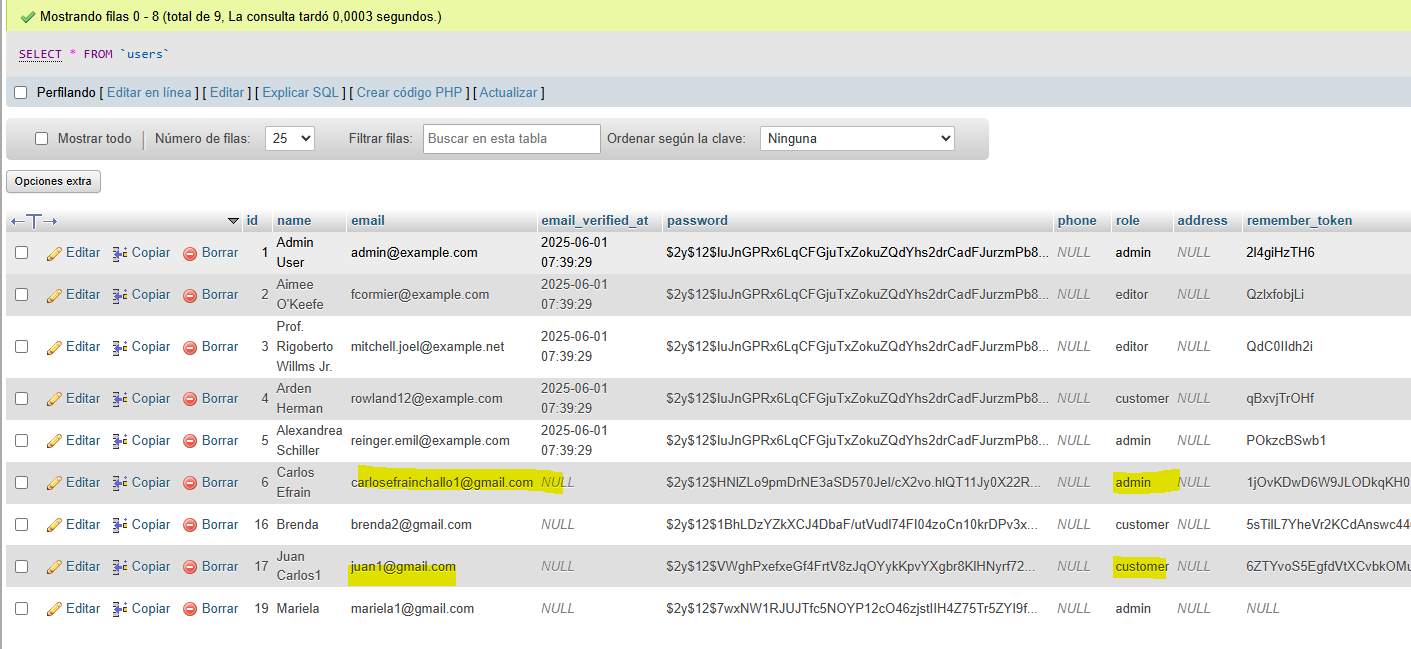 Mostrando filas 0 - 8 (total de 9, La consulta tardó 0,0003 segundos.)
SELECT * FROM `users`
Perfilando [ Editar en línea ] [ Editar ] [ Explicar SQL ] [ Crear código PHP ] [ Actualizar ]
Mostrar todo | Número de filas: 25 Filtrar filas: Buscar en esta tabla Ordenar según la clave: Ninguna
Opciones extra
←T→ id name email email_verified_at password phone role address remember_token
Editar Copiar Borrar 1 Admin User admin@example.com 2025-06-01 07:39:29 $2y$12$IuJnGPRx6LqCFGjuTxZokuZQdYhs2drCadFJurzmPb8... NULL admin NULL 2I4giHzTH6
Editar Copiar Borrar 2 Aimee O'Keefe fcormier@example.com 2025-06-01 07:39:29 $2y$12$IuJnGPRx6LqCFGjuTxZokuZQdYhs2drCadFJurzmPb8... NULL editor NULL QzIxfobjLi
Editar Copiar Borrar 3 Prof. Rigoberto Willms Jr. mitchell.joel@example.net 2025-06-01 07:39:29 $2y$12$IuJnGPRx6LqCFGjuTxZokuZQdYhs2drCadFJurzmPb8... NULL editor NULL QdC0IIdh2i
Editar Copiar Borrar 4 Arden Herman rowland12@example.com 2025-06-01 07:39:29 $2y$12$IuJnGPRx6LqCFGjuTxZokuZQdYhs2drCadFJurzmPb8... NULL customer NULL qBxvjTrOHf
Editar Copiar Borrar 5 Alexandrea Schiller reinger.emil@example.com 2025-06-01 07:39:29 $2y$12$IuJnGPRx6LqCFGjuTxZokuZQdYhs2drCadFJurzmPb8... NULL admin NULL POkzcBSwb1
Editar Copiar Borrar 6 Carlos Efrain carlosefrainchallo1@gmail.com NULL $2y$12$HNlZLo9pmDrNE3aSD570JeI/cX2vo.hIQT11Jy0X22R... NULL admin NULL 1jOvKDwD6W9JLODkqKH0
Editar Copiar Borrar 16 Brenda brenda2@gmail.com NULL $2y$12$1BhLDzYZkXCJ4DbaF/utVudl74FI04zoCn10krDPv3x... NULL customer NULL 5sTilL7YheVr2KCdAnswc44
Editar Copiar Borrar 17 Juan Carlos1 juan1@gmail.com NULL $2y$12$VWghPxefxeGf4FrtV8zJqOYykKpvYXgbr8KlHNyrf72... NULL customer NULL 6ZTYvoS5EgfdVtXCvbkOMu
Editar Copiar Borrar 19 Mariela mariela1@gmail.com NULL $2y$12$7wxNW1RJUJTfc5NOYP12cO46zjstlIH4Z75Tr5ZYI9f... NULL admin NULL NULL